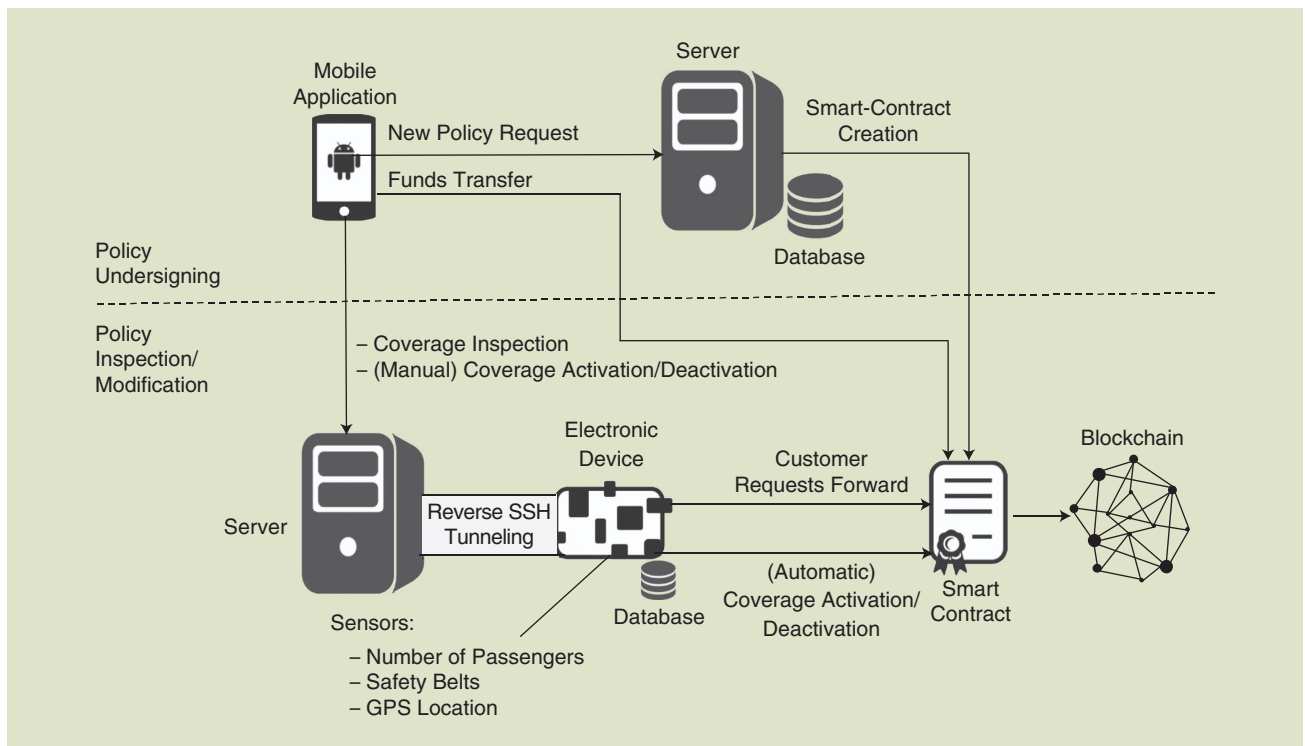 Server
Mobile
Application
Smart-Contract
Creation
New Policy Request
Funds Transfer
Database
Policy
Undersigning
Policy
Inspection/
Modification
– Coverage Inspection
– (Manual) Coverage Activation/Deactivation
Electronic
Device
Customer
Requests Forward
Blockchain
Server
Reverse SSH
Tunneling
(Automatic)
Coverage Activation/
Deactivation
Smart
Contract
Database
Sensors:
– Number of Passengers
– Safety Belts
– GPS Location